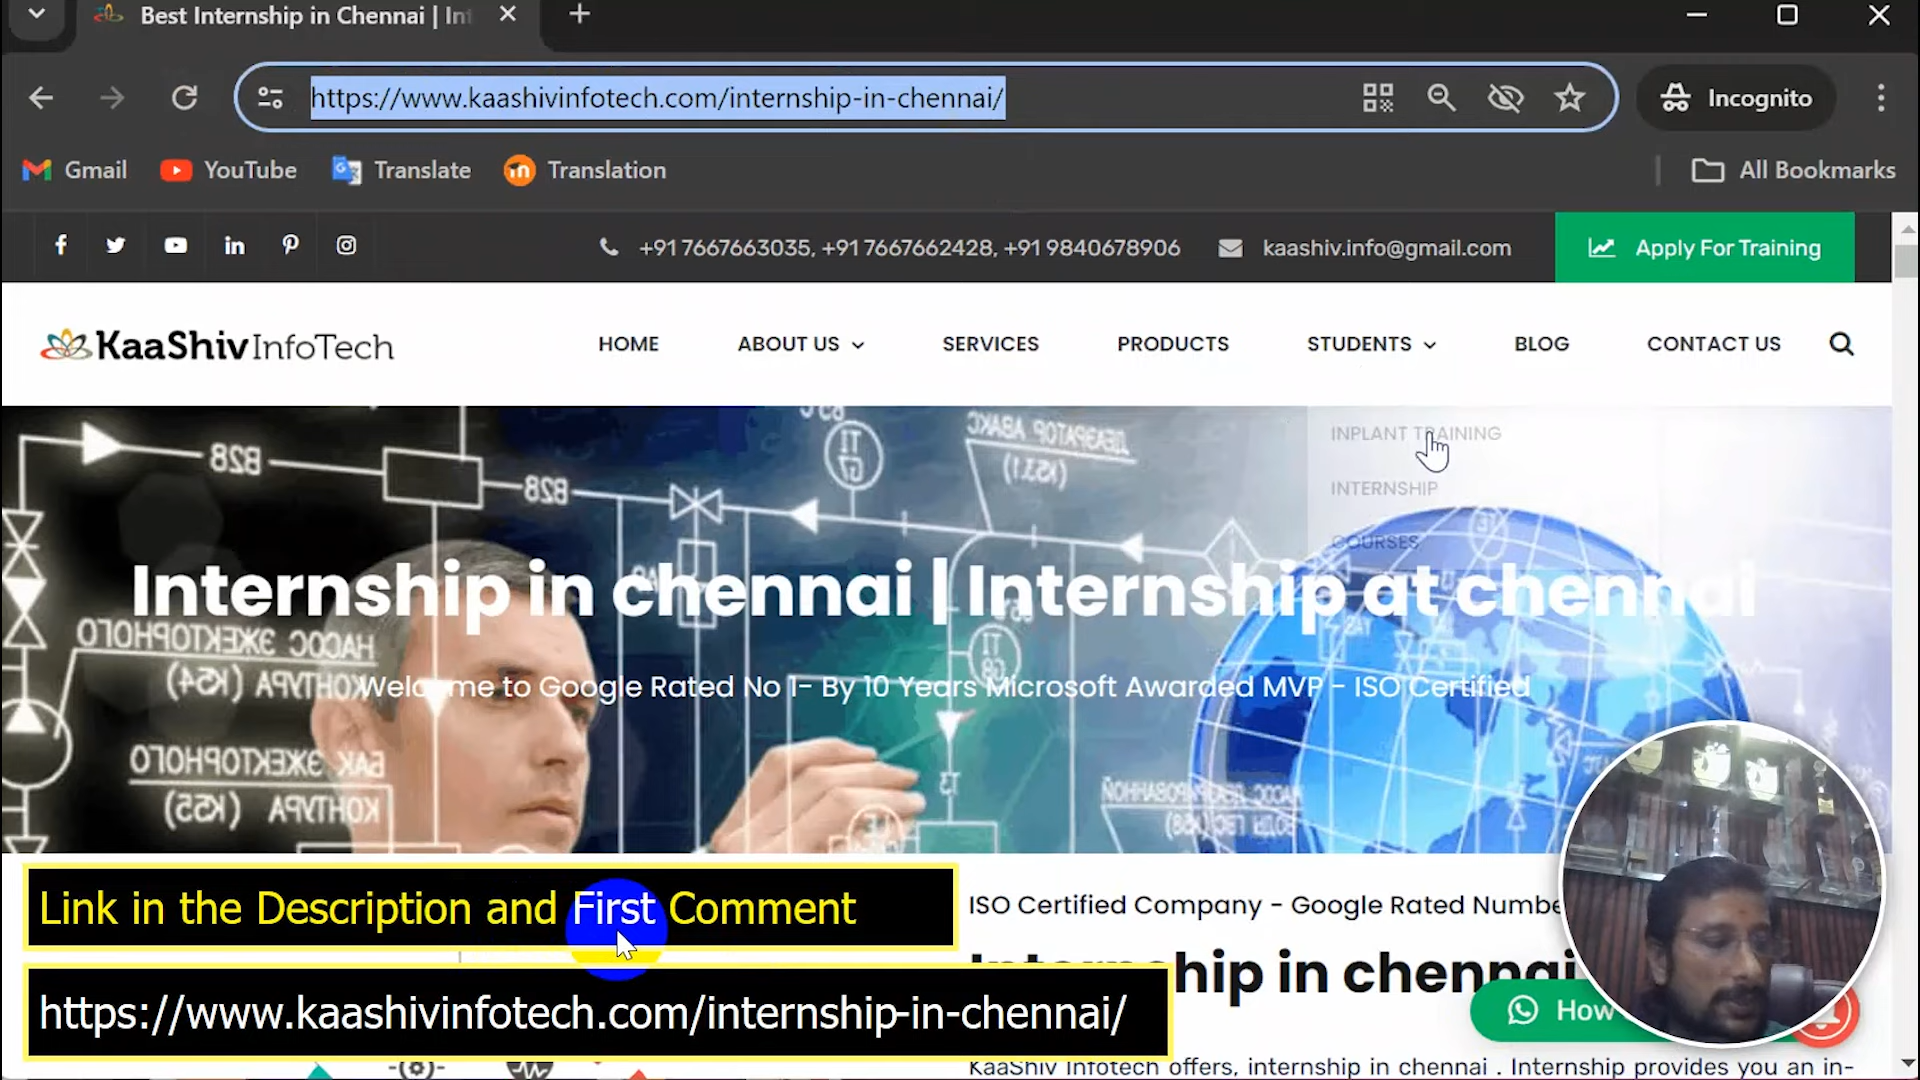 Best Internship in Chennai | Int
https://www.kaashivinfotech.com/internship-in-chennai/
Incognito
Gmail
YouTube
Translate
Translation
All Bookmarks
+91 7667663035, +91 7667662428, +91 9840678906
kaashiv.info@gmail.com
Apply For Training
KaaShiv InfoTech
HOME
ABOUT US
SERVICES
PRODUCTS
STUDENTS
BLOG
CONTACT US
INPLANT TRAINING
INTERNSHIP
COURSES
Internship in chennai | Internship at chennai
Welcome to Google Rated No 1- By 10 Years Microsoft Awarded MVP - ISO Certified
Link in the Description and First Comment
https://www.kaashivinfotech.com/internship-in-chennai/
ISO Certified Company - Google Rated Numbe
Internship in chennai
How
KaaShiv Infotech offers, internship in chennai . Internship provides you an in-